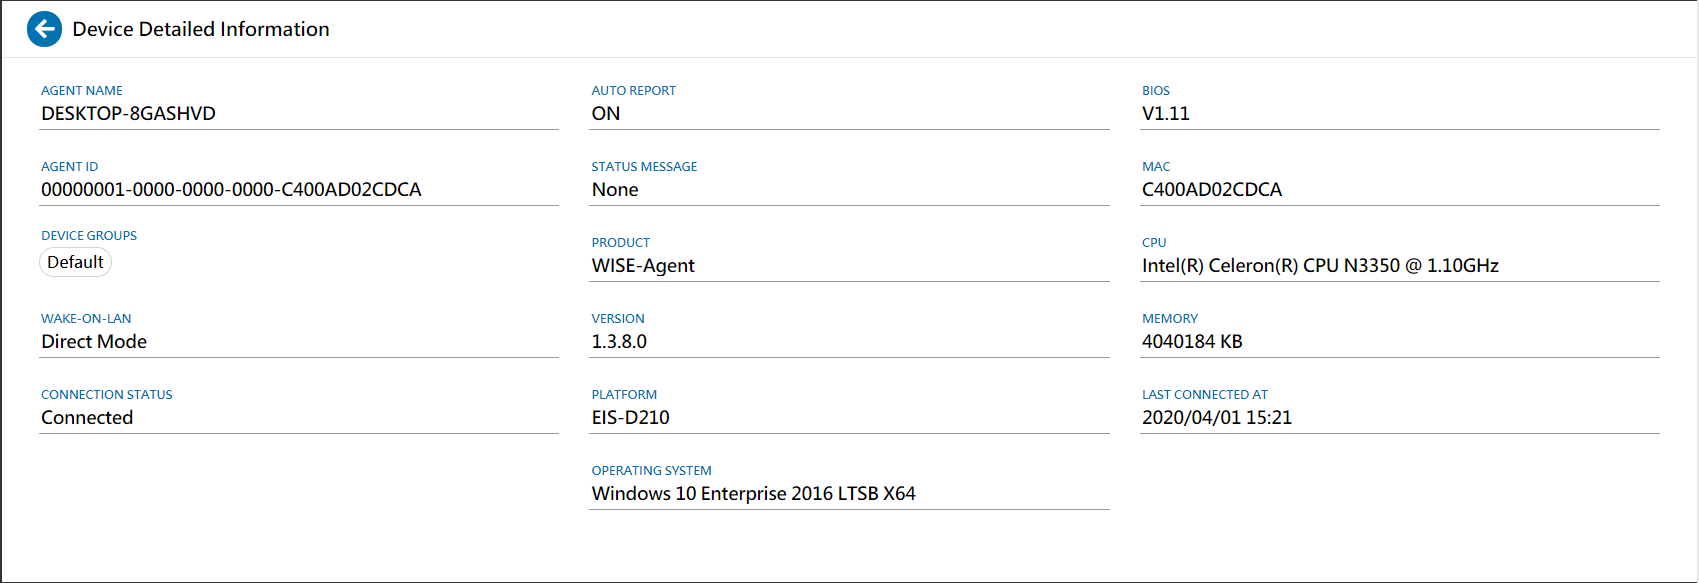 Device Detailed Information
AGENT NAME
DESKTOP-8GASHVD
AUTO REPORT
ON
BIOS
V1.11
AGENT ID
00000001-0000-0000-0000-C400AD02CDCA
STATUS MESSAGE
None
MAC
C400AD02CDCA
DEVICE GROUPS
Default
PRODUCT
WISE-Agent
CPU
Intel(R) Celeron(R) CPU N3350 @ 1.10GHz
WAKE-ON-LAN
Direct Mode
VERSION
1.3.8.0
MEMORY
4040184 KB
CONNECTION STATUS
Connected
PLATFORM
EIS-D210
LAST CONNECTED AT
2020/04/01 15:21
OPERATING SYSTEM
Windows 10 Enterprise 2016 LTSB X64